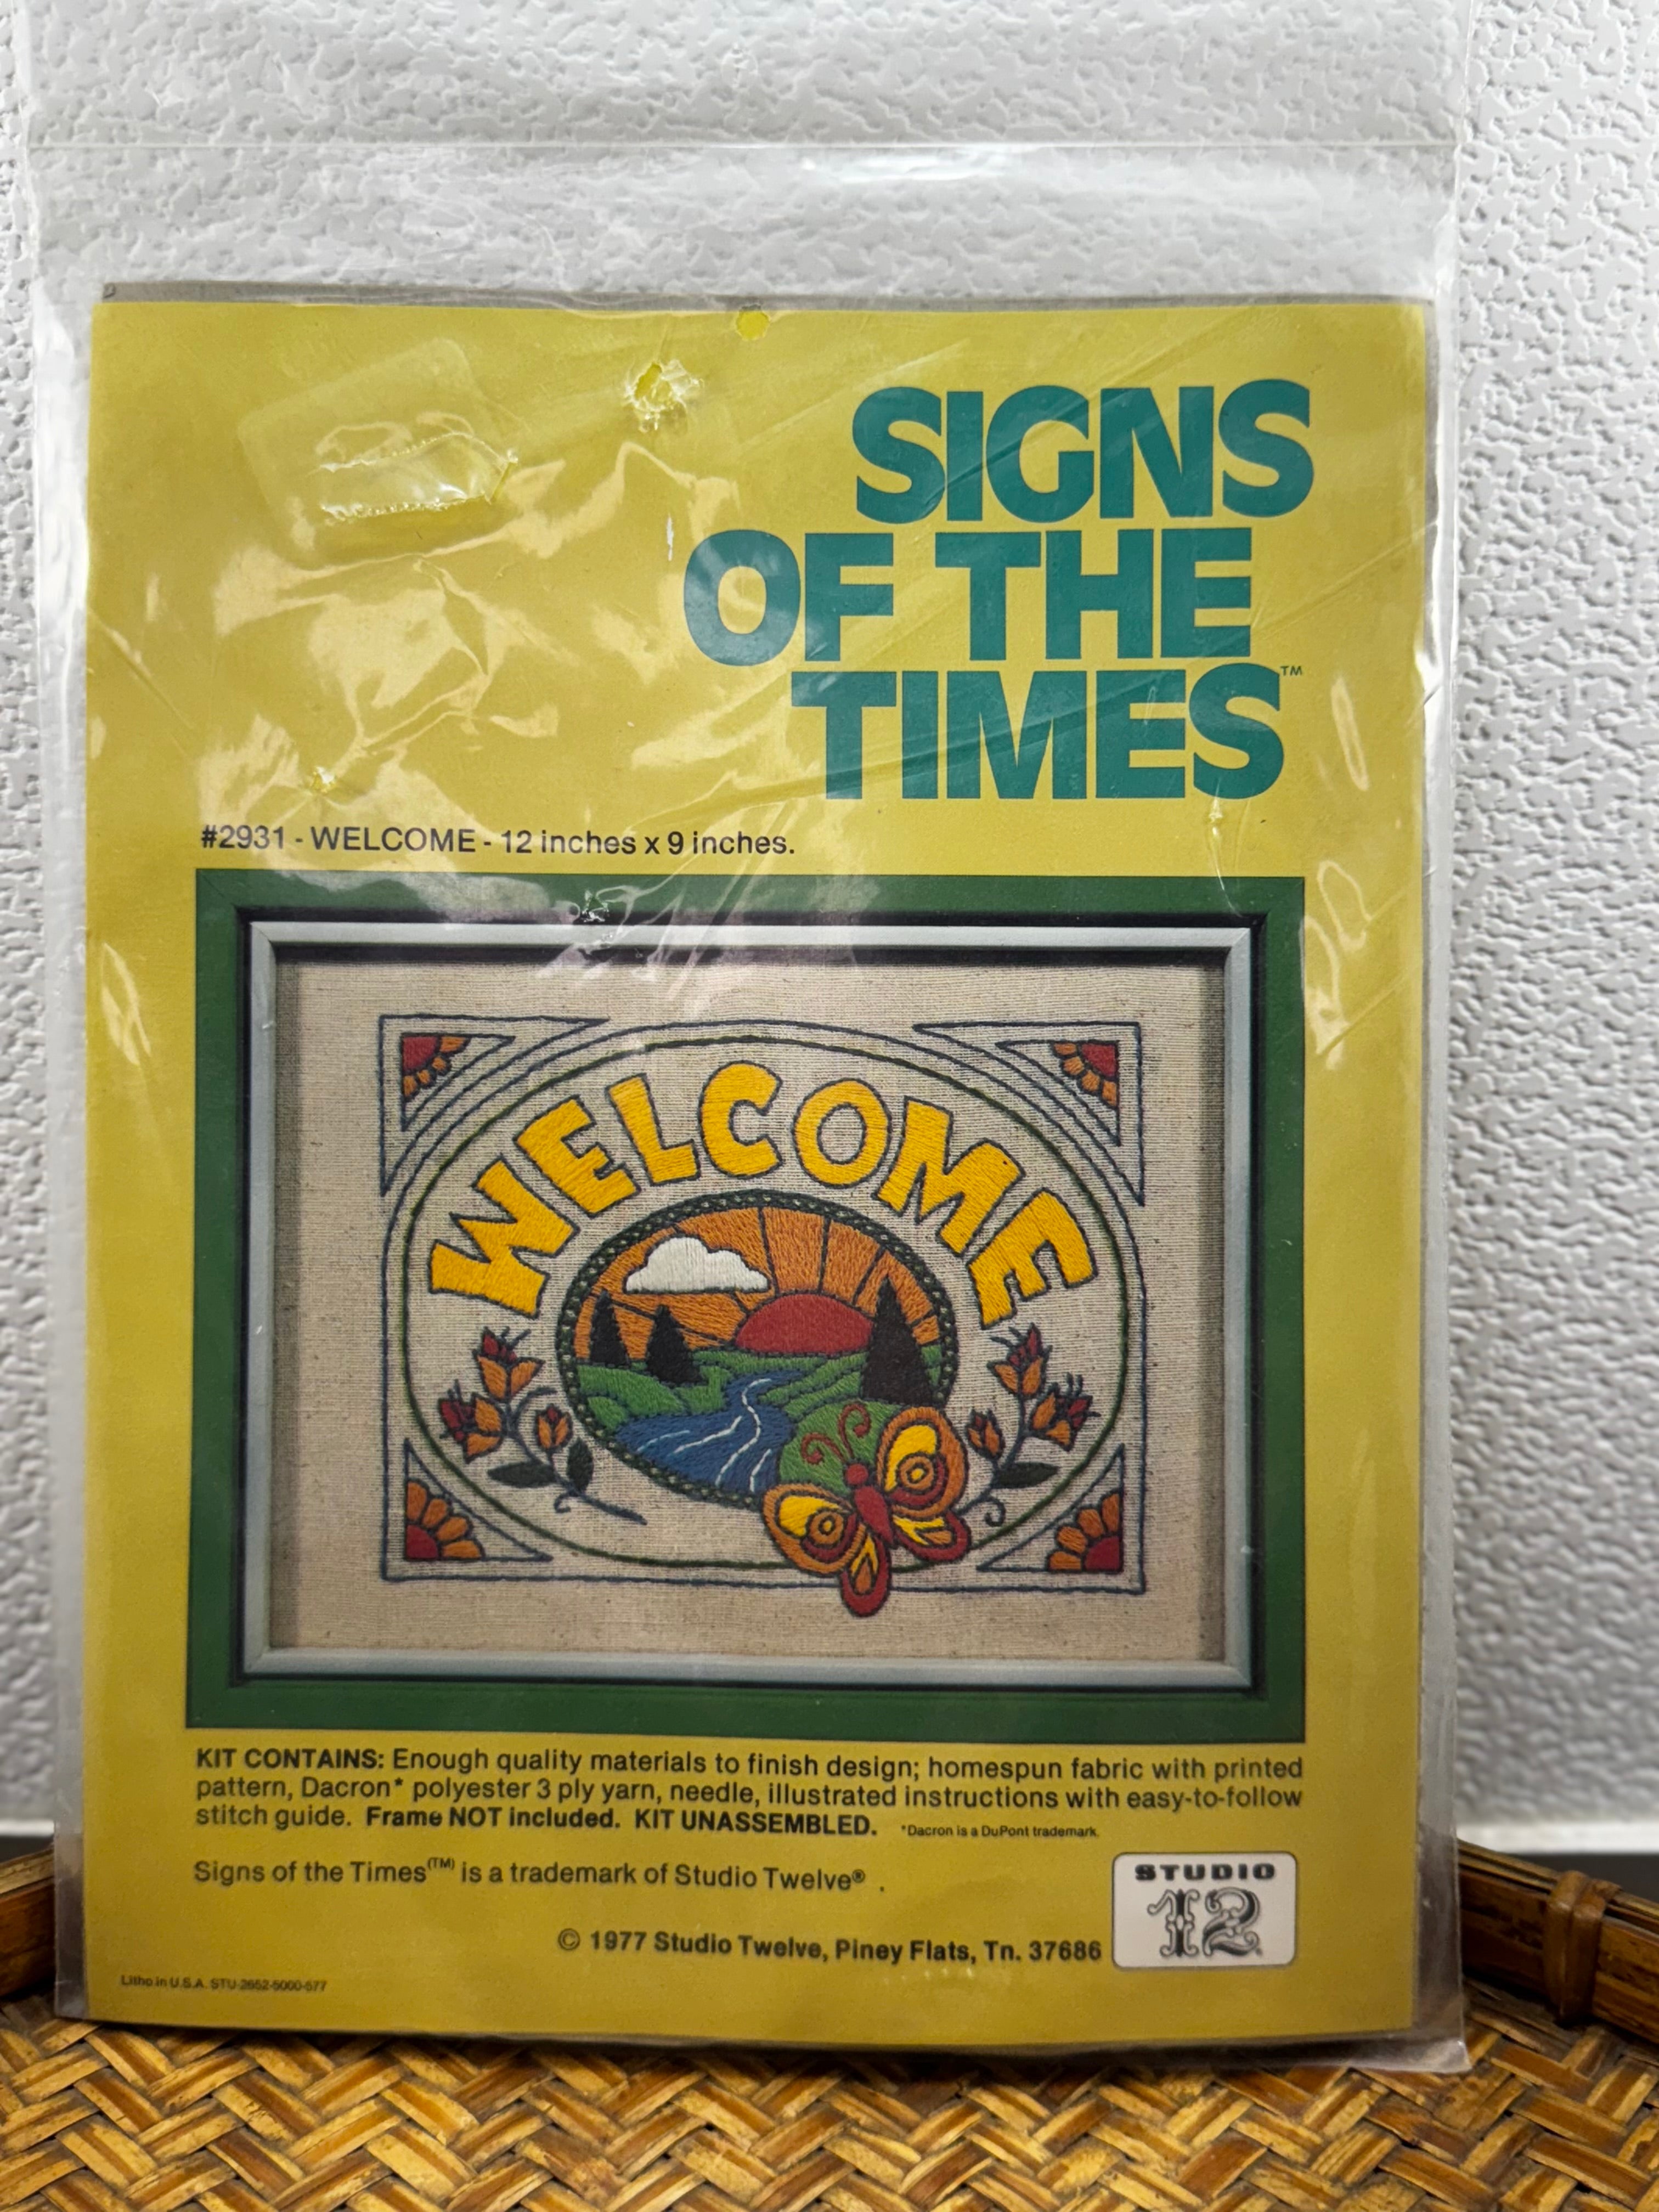 SIGNS
OF THE
TIMES™
#2931 - WELCOME - 12 inches x 9 inches.
WELCOME
KIT CONTAINS: Enough quality materials to finish design; homespun fabric with printed
pattern, Dacron* polyester 3 ply yarn, needle, illustrated instructions with easy-to-follow
stitch guide. Frame NOT included. KIT UNASSEMBLED. *Dacron is a DuPont trademark.
Signs of the Times(TM) is a trademark of Studio Twelve® .
STUDIO
12
© 1977 Studio Twelve, Piney Flats, Tn. 37686
Litho in U.S.A. STU-2652-5000-577